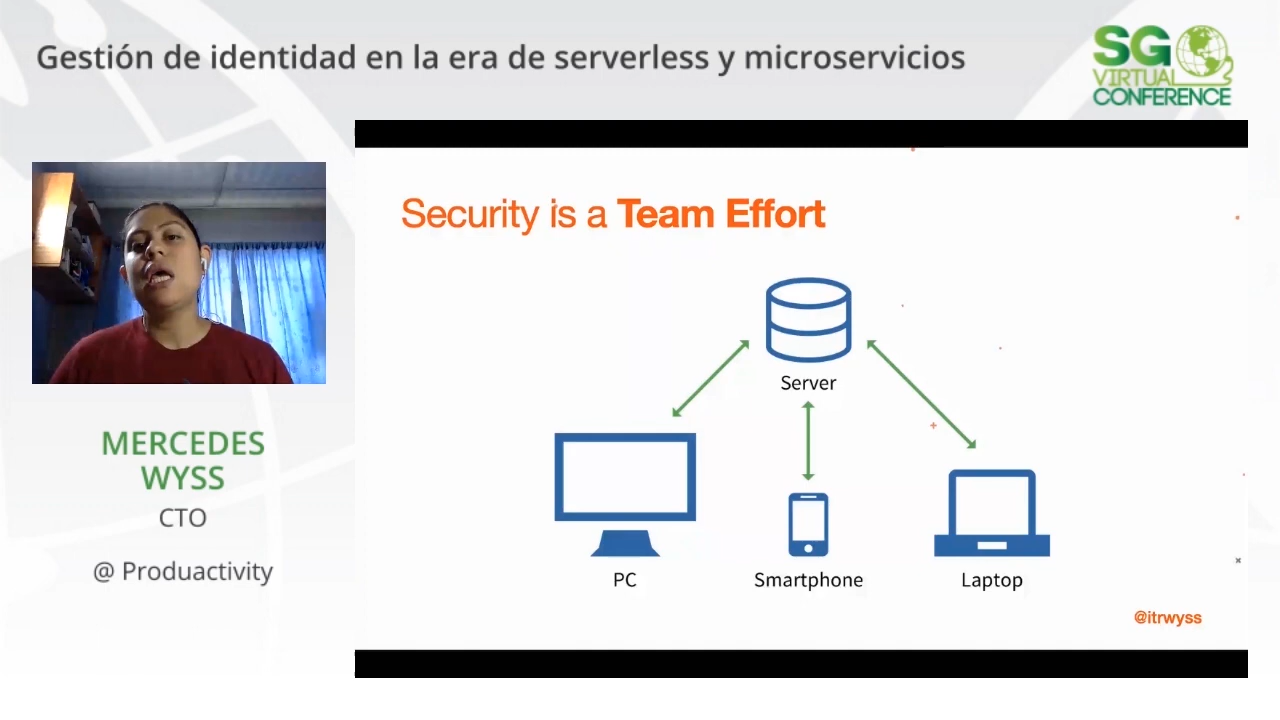 Gestión de identidad en la era de serverless y microservicios
SG
VIRTUAL
CONFERENCE
Security is a Team Effort
Server
PC
Smartphone
Laptop
@itrwyss
MERCEDES
WYSS
CTO
@ Produactivity